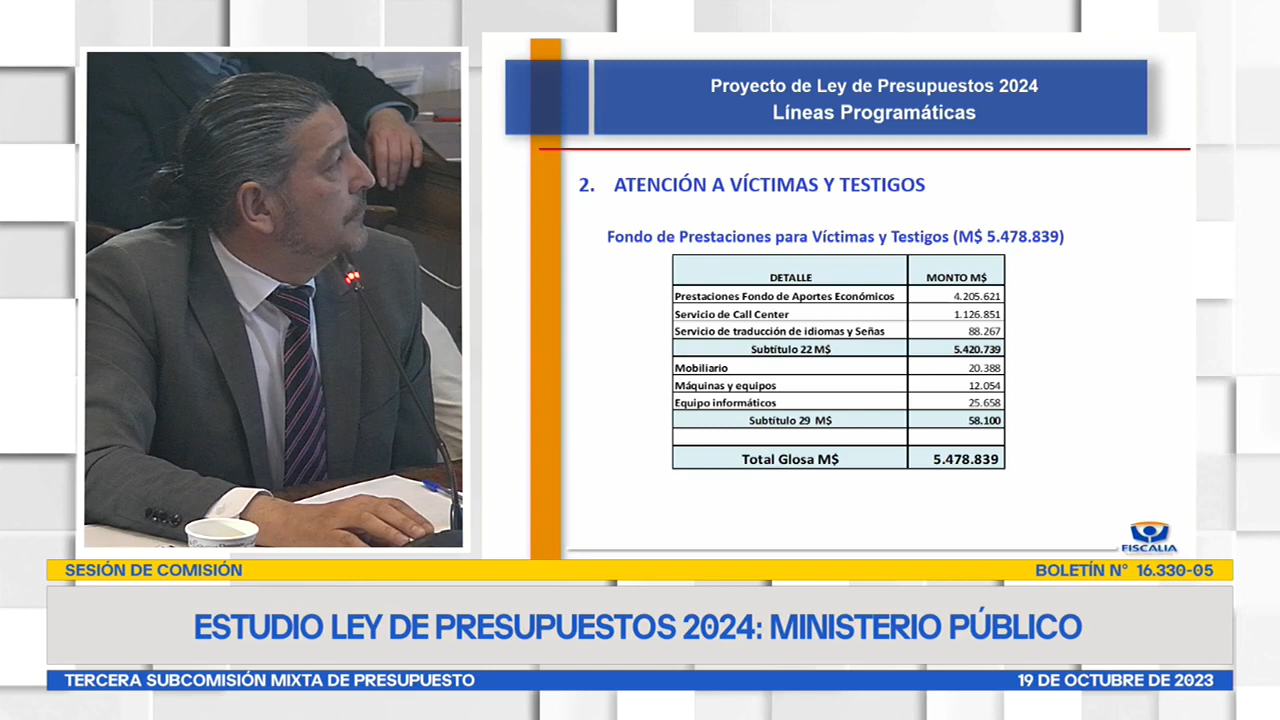 Proyecto de Ley de Presupuestos 2024
Líneas Programáticas
2. ATENCIÓN A VÍCTIMAS Y TESTIGOS
Fondo de Prestaciones para Víctimas y Testigos (M$ 5.478.839)
DETALLE MONTO M$
Prestaciones Fondo de Aportes Económicos 4.205.621
Servicio de Call Center 1.126.851
Servicio de traducción de idiomas y Señas 88.267
Subtítulo 22 M$ 5.420.739
Mobiliario 20.388
Máquinas y equipos 12.054
Equipo informáticos 25.658
Subtítulo 29 M$ 58.100
Total Glosa M$ 5.478.839
FISCALIA
SESIÓN DE COMISIÓN BOLETÍN N° 16.330-05
ESTUDIO LEY DE PRESUPUESTOS 2024: MINISTERIO PÚBLICO
TERCERA SUBCOMISIÓN MIXTA DE PRESUPUESTO 19 DE OCTUBRE DE 2023